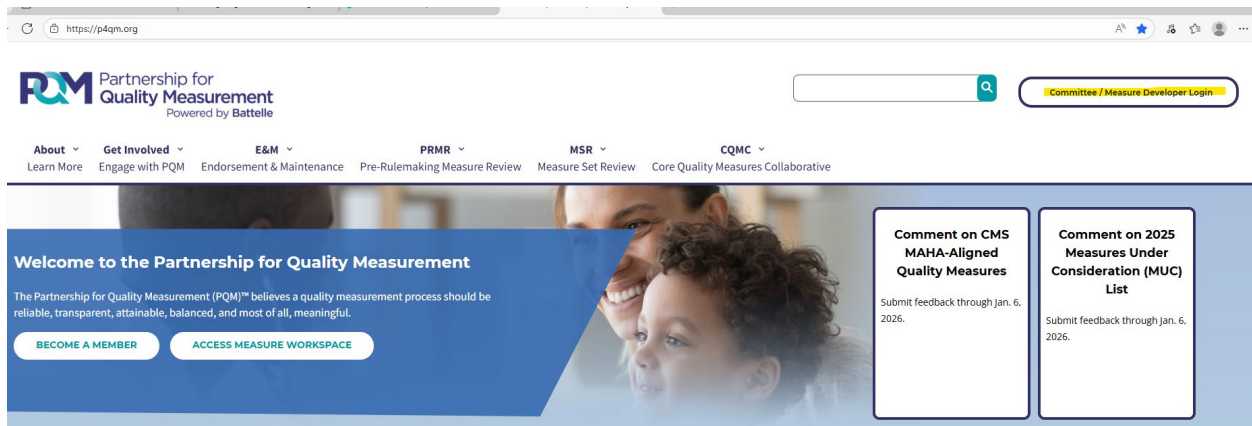 https://p4qm.org
PQM
Partnership for
Quality Measurement
Powered by Battelle
Committee / Measure Developer Login
About
Get Involved
E&M
PRMR
MSR
CQMC
Learn More
Engage with PQM
Endorsement & Maintenance
Pre-Rulemaking Measure Review
Measure Set Review
Core Quality Measures Collaborative
Welcome to the Partnership for Quality Measurement
The Partnership for Quality Measurement (PQM)™ believes a quality measurement process should be
reliable, transparent, attainable, balanced, and most of all, meaningful.
BECOME A MEMBER
ACCESS MEASURE WORKSPACE
Comment on CMS
MAHA-Aligned
Quality Measures
Submit feedback through Jan. 6,
2026.
Comment on 2025
Measures Under
Consideration (MUC)
List
Submit feedback through Jan. 6,
2026.